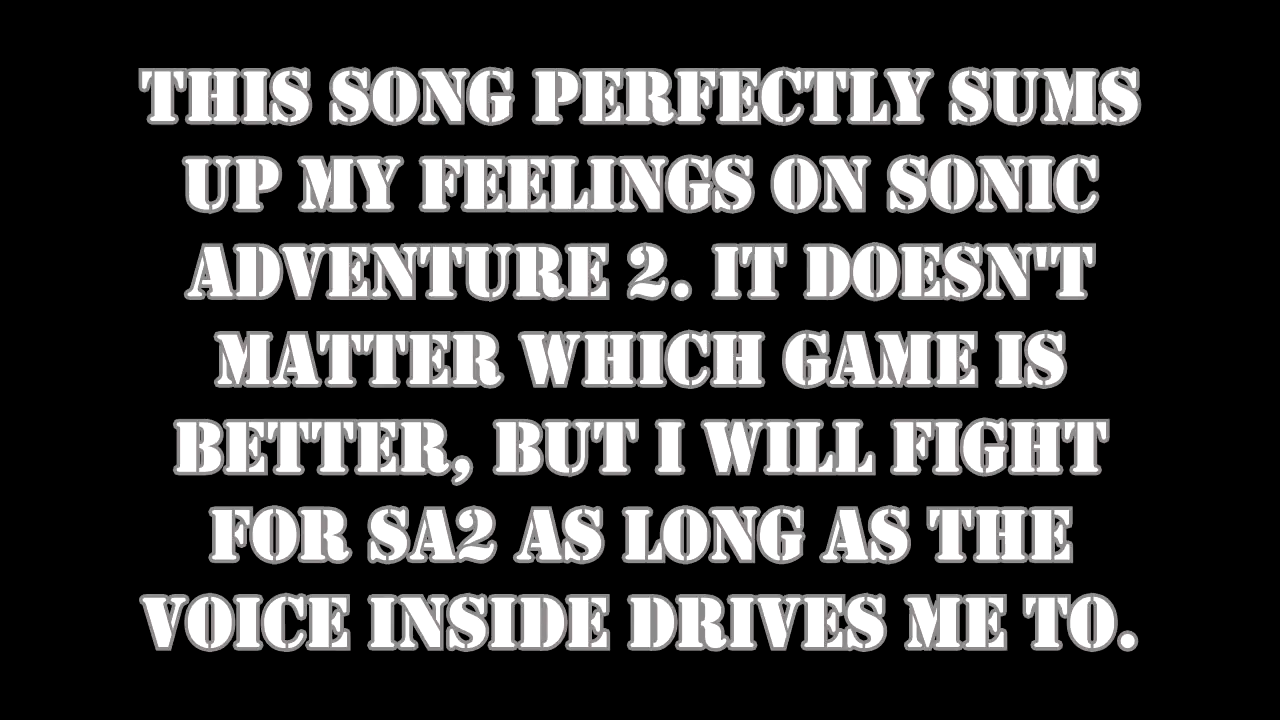 THIS SONG PERFECTLY SUMS
UP MY FEELINGS ON SONIC
ADVENTURE 2. IT DOESN'T
MATTER WHICH GAME IS
BETTER, BUT I WILL FIGHT
FOR SA2 AS LONG AS THE
VOICE INSIDE DRIVES ME TO.